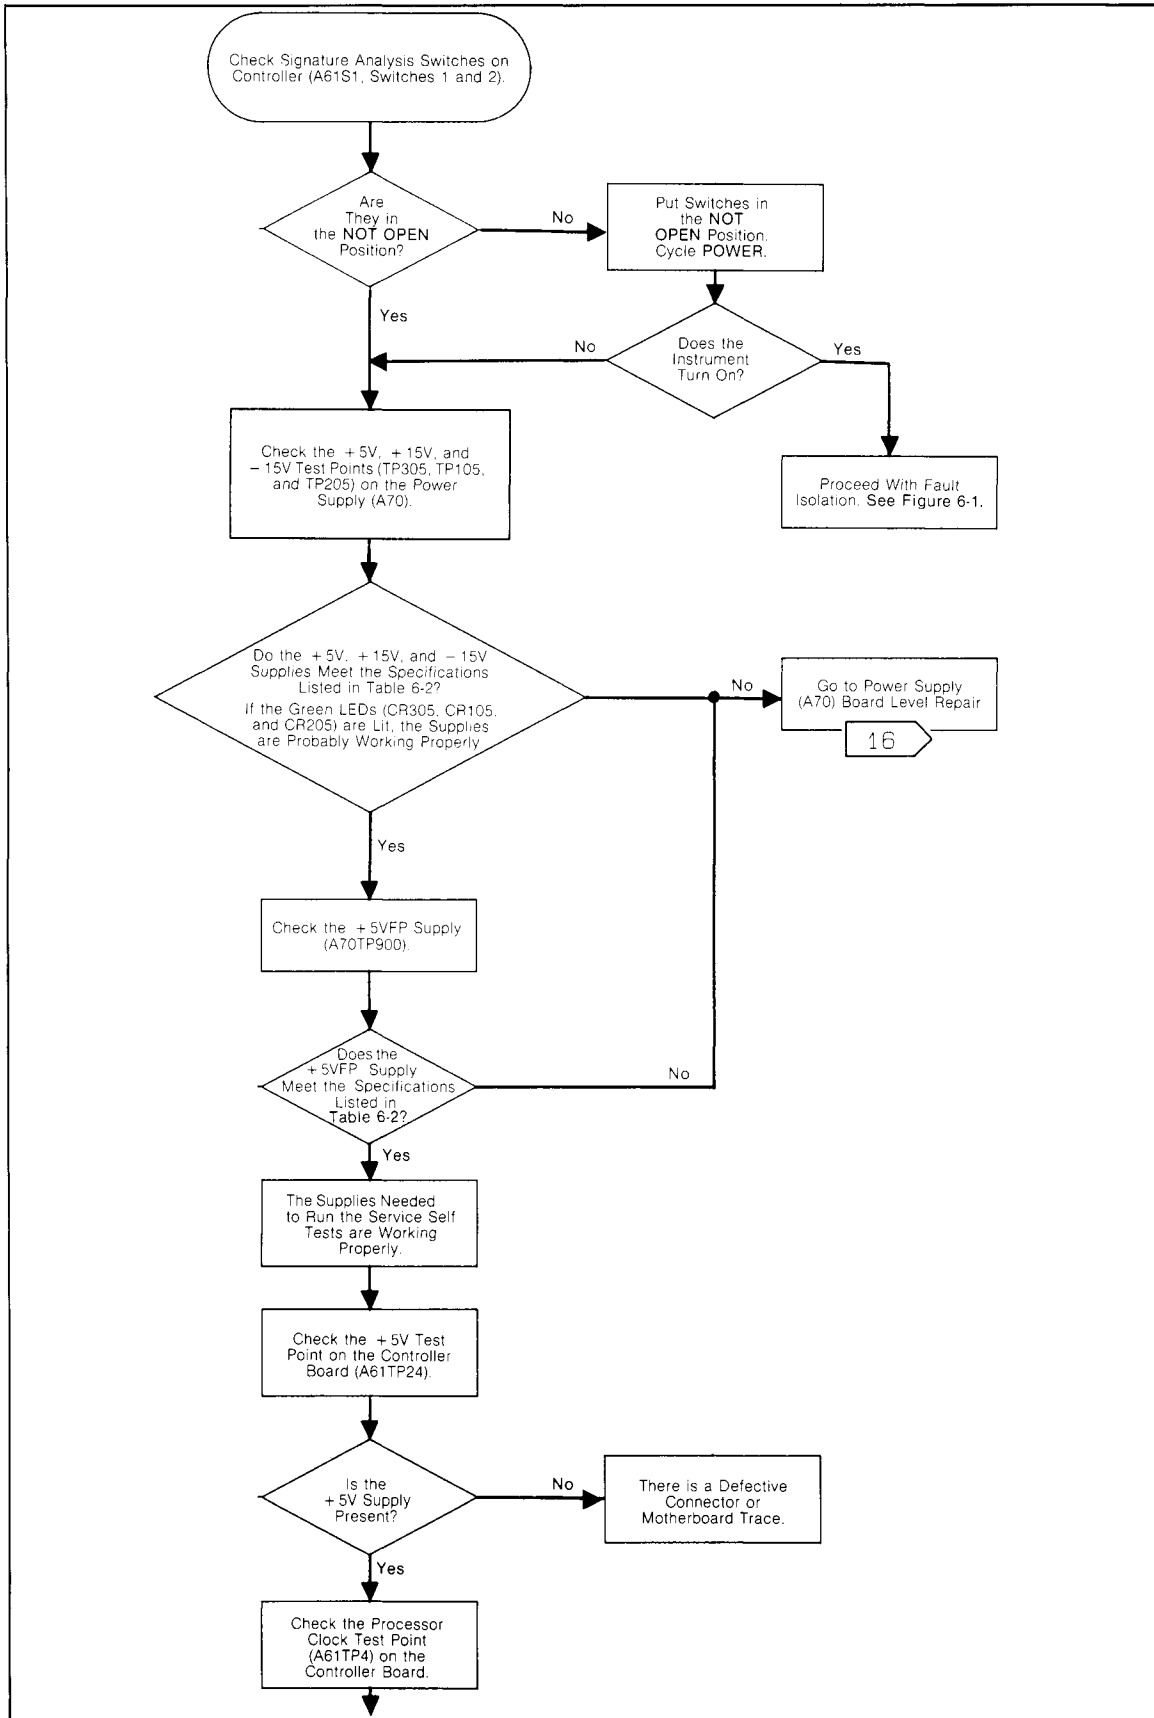 Check Signature Analysis Switches on
Controller (A61S1, Switches 1 and 2).
Are
They in
the NOT OPEN
Position?
No
Put Switches in
the NOT
OPEN Position.
Cycle POWER.
Yes
No
Does the
Instrument
Turn On?
Yes
Check the +5V, +15V, and
-15V Test Points (TP305, TP105,
and TP205) on the Power
Supply (A70).
Proceed With Fault
Isolation. See Figure 6-1.
Do the +5V, +15V, and -15V
Supplies Meet the Specifications
Listed in Table 6-2?
If the Green LEDs (CR305, CR105,
and CR205) are Lit, the Supplies
are Probably Working Properly
No
Go to Power Supply
(A70) Board Level Repair
16
Yes
Check the +5VFP Supply
(A70TP900).
Does the
+5VFP Supply
Meet the Specifications
Listed in
Table 6-2?
No
Yes
The Supplies Needed
to Run the Service Self
Tests are Working
Properly.
Check the +5V Test
Point on the Controller
Board (A61TP24).
Is the
+5V Supply
Present?
No
There is a Defective
Connector or
Motherboard Trace.
Yes
Check the Processor
Clock Test Point
(A61TP4) on the
Controller Board.